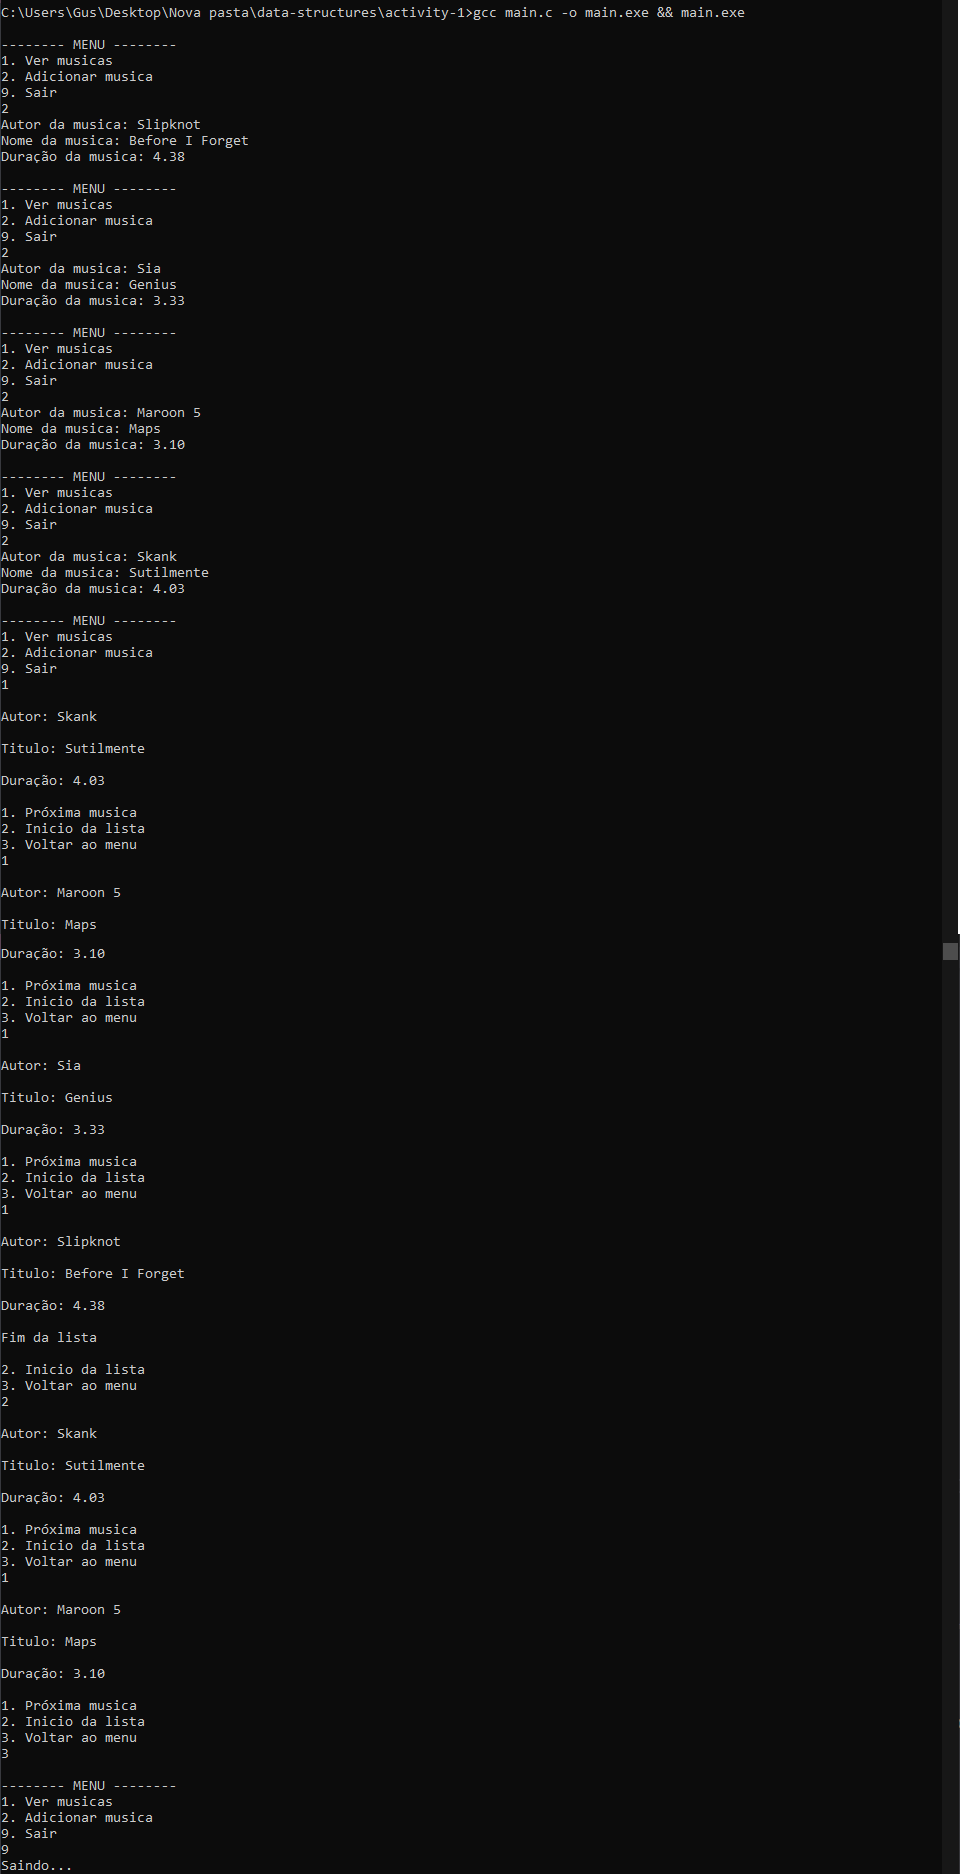 C:\Users\Gus\Desktop\Nova pasta\data-structures\activity-1>gcc main.c -o main.exe && main.exe
-------- MENU --------
1. Ver musicas
2. Adicionar musica
9. Sair
2
Autor da musica: Slipknot
Nome da musica: Before I Forget
Duração da musica: 4.38
-------- MENU --------
1. Ver musicas
2. Adicionar musica
9. Sair
2
Autor da musica: Sia
Nome da musica: Genius
Duração da musica: 3.33
-------- MENU --------
1. Ver musicas
2. Adicionar musica
9. Sair
2
Autor da musica: Maroon 5
Nome da musica: Maps
Duração da musica: 3.10
-------- MENU --------
1. Ver musicas
2. Adicionar musica
9. Sair
2
Autor da musica: Skank
Nome da musica: Sutilmente
Duração da musica: 4.03
-------- MENU --------
1. Ver musicas
2. Adicionar musica
9. Sair
1
Autor: Skank
Titulo: Sutilmente
Duração: 4.03
1. Próxima musica
2. Inicio da lista
3. Voltar ao menu
1
Autor: Maroon 5
Titulo: Maps
Duração: 3.10
1. Próxima musica
2. Inicio da lista
3. Voltar ao menu
1
Autor: Sia
Titulo: Genius
Duração: 3.33
1. Próxima musica
2. Inicio da lista
3. Voltar ao menu
1
Autor: Slipknot
Titulo: Before I Forget
Duração: 4.38
Fim da lista
2. Inicio da lista
3. Voltar ao menu
2
Autor: Skank
Titulo: Sutilmente
Duração: 4.03
1. Próxima musica
2. Inicio da lista
3. Voltar ao menu
1
Autor: Maroon 5
Titulo: Maps
Duração: 3.10
1. Próxima musica
2. Inicio da lista
3. Voltar ao menu
3
-------- MENU --------
1. Ver musicas
2. Adicionar musica
9. Sair
9
Saindo...